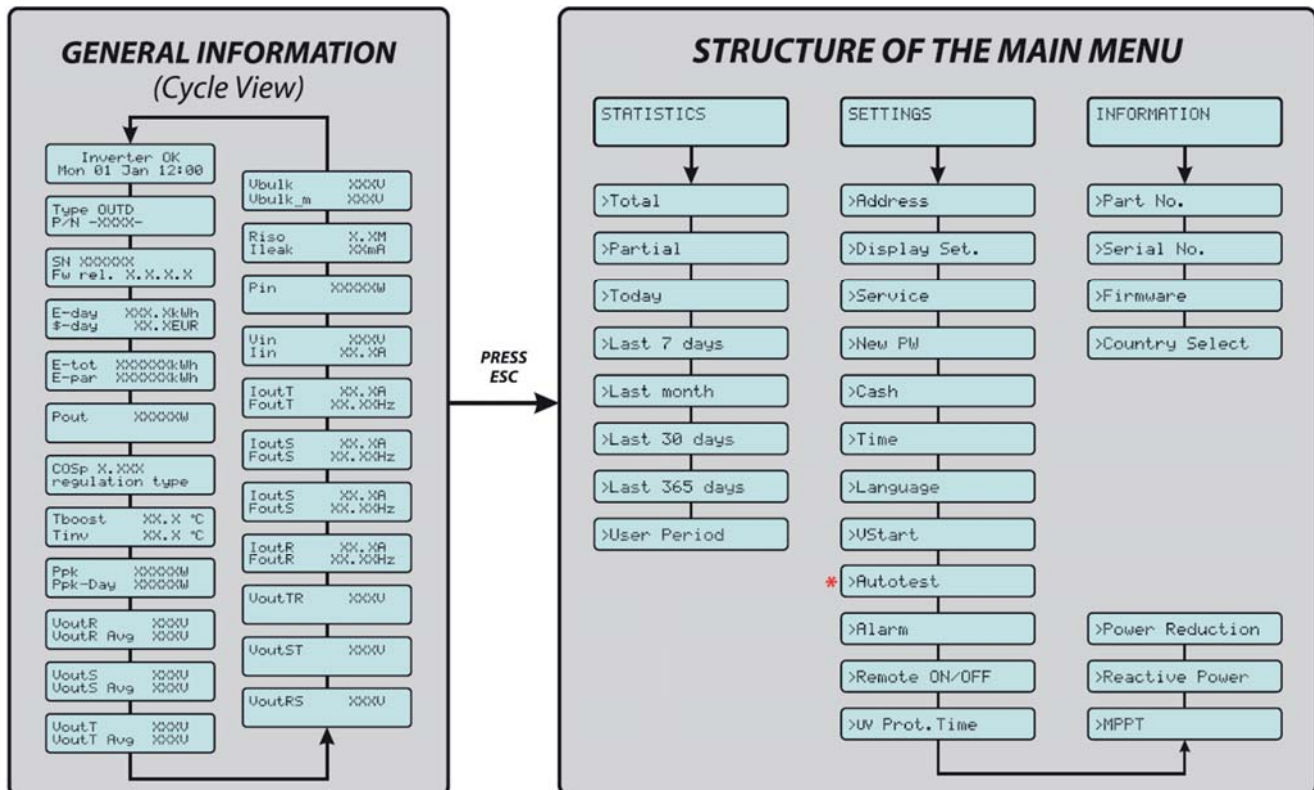 GENERAL INFORMATION
(Cycle View)
Inverter OK
Mon 01 Jan 12:00
Type OUTD
P/N -XXXX-
SN XXXXXX
Fw rel. X.X.X.X
E-day XXX.XkWh
$-day XX.XEUR
E-tot XXXXXXkWh
E-par XXXXXXkWh
Pout XXXXXW
COSp X.XXX
regulation type
Tboost XX.X °C
Tinv XX.X °C
Ppk XXXXXW
Ppk-Day XXXXXW
VoutR XXXV
VoutR Avg XXXV
VoutS XXXV
VoutS Avg XXXV
VoutT XXXV
VoutT Avg XXXV
Vbulk XXXV
Vbulk_m XXXV
Riso X.XM
Ileak XXmA
Pin XXXXXW
Vin XXXV
Iin XX.XA
IoutT XX.XA
FoutT XX.XXHz
IoutS XX.XA
FoutS XX.XXHz
IoutS XX.XA
FoutS XX.XXHz
IoutR XX.XA
FoutR XX.XXHz
VoutTR XXXV
VoutST XXXV
VoutRS XXXV
PRESS
ESC
STRUCTURE OF THE MAIN MENU
STATISTICS
>Total
>Partial
>Today
>Last 7 days
>Last month
>Last 30 days
>Last 365 days
>User Period
SETTINGS
>Address
>Display Set.
>Service
>New PW
>Cash
>Time
>Language
>VStart
* >Autotest
>Alarm
>Remote ON/OFF
>UV Prot.Time
INFORMATION
>Part No.
>Serial No.
>Firmware
>Country Select
>Power Reduction
>Reactive Power
>MPPT